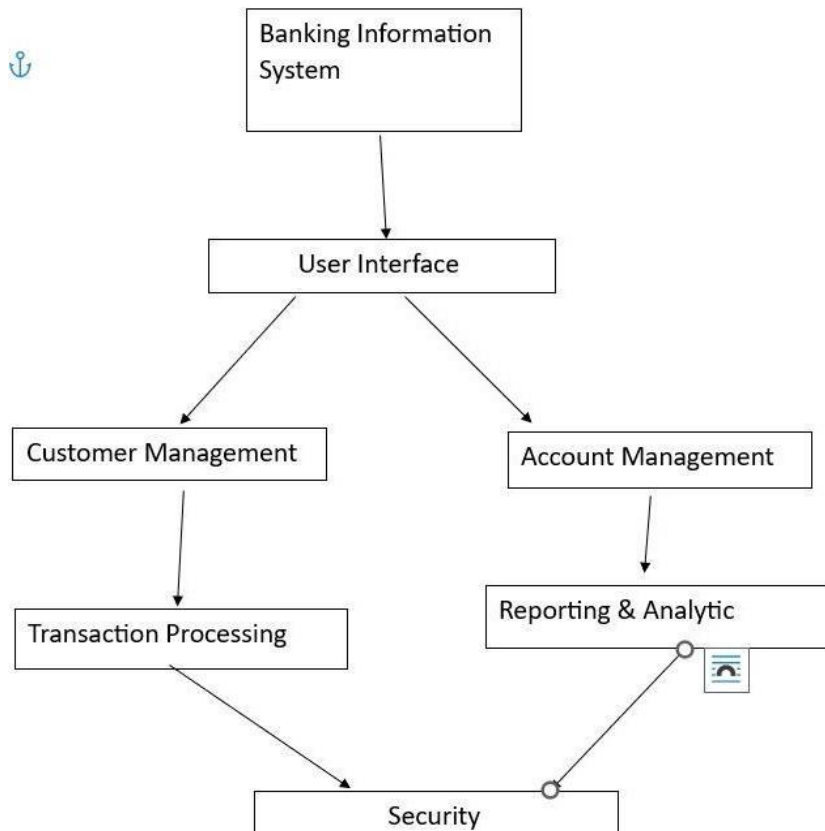 Banking Information
System
User Interface
Customer Management
Account Management
Transaction Processing
Reporting & Analytic
Security